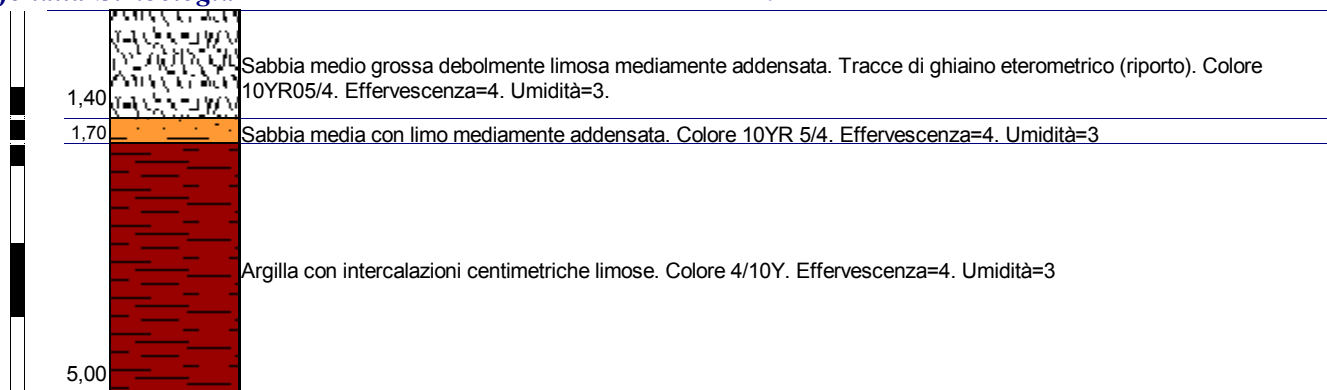 Sabbia medio grossa debolmente limosa mediamente addensata. Tracce di ghiaino eterometrico (riporto). Colore
10YR05/4. Effervescenza=4. Umidità=3.
1,40
1,70
Sabbia media con limo mediamente addensata. Colore 10YR 5/4. Effervescenza=4. Umidità=3
Argilla con intercalazioni centimetriche limose. Colore 4/10Y. Effervescenza=4. Umidità=3
5,00